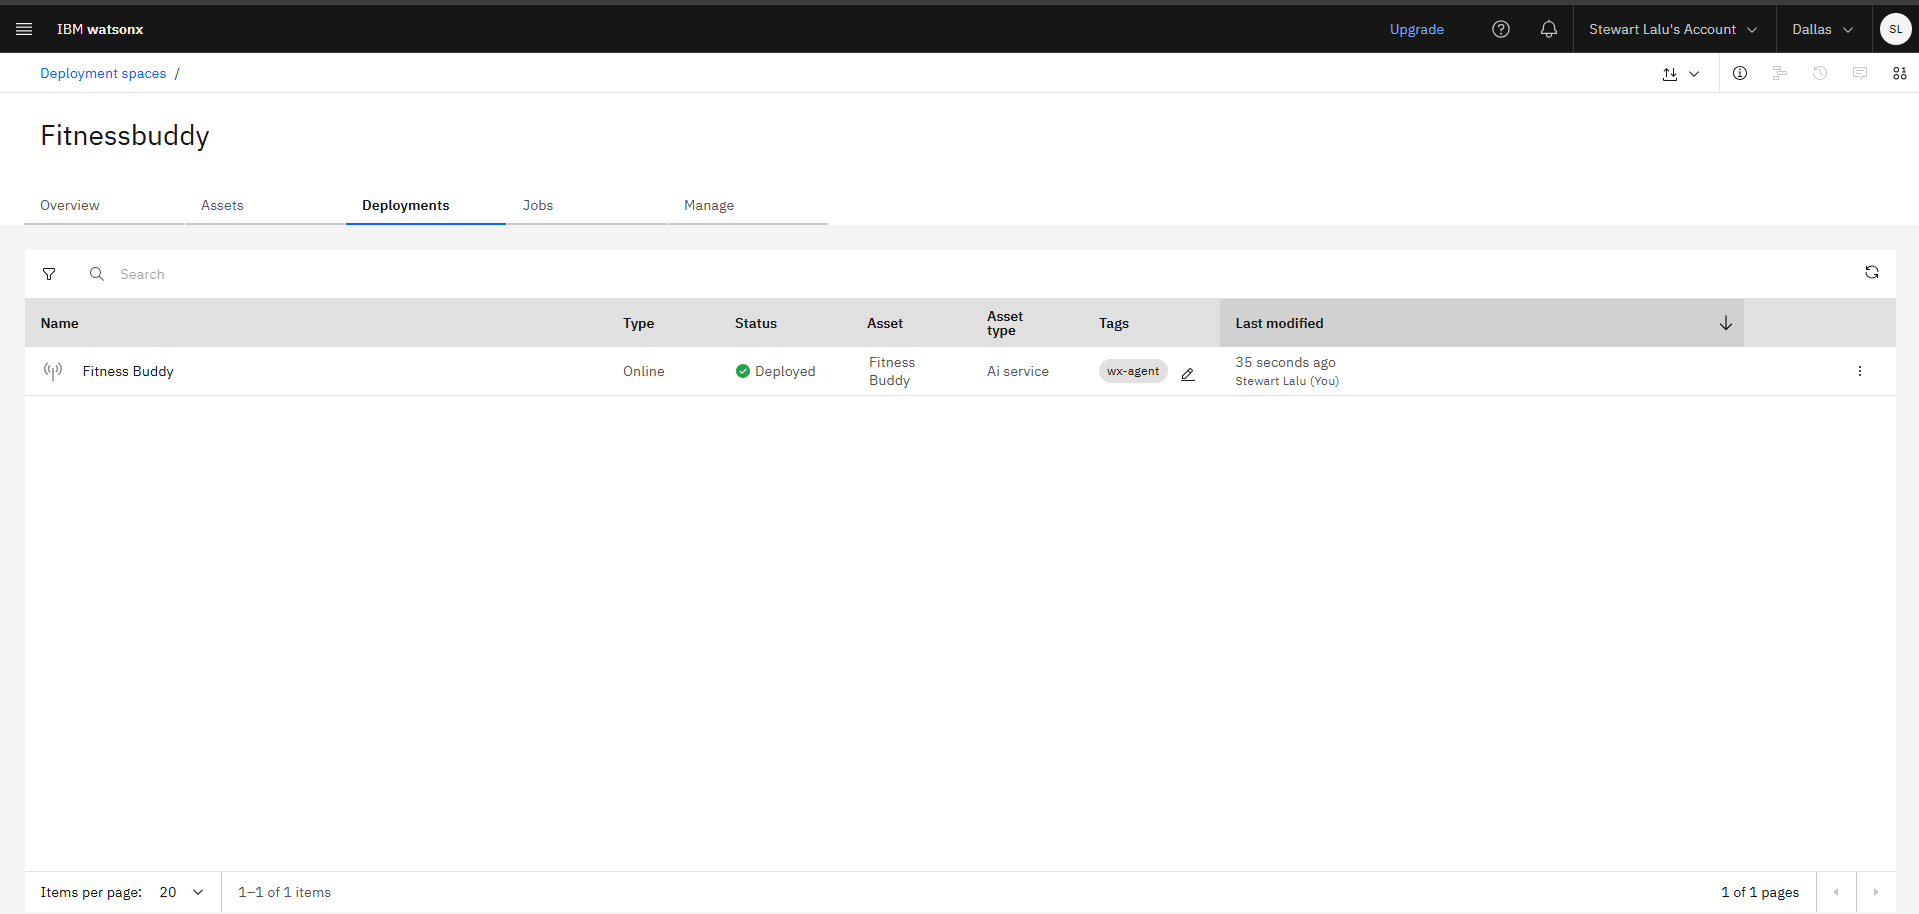 IBM watsonx
Upgrade
Stewart Lalu's Account
Dallas
SL
Deployment spaces /
Fitnessbuddy
Overview
Assets
Deployments
Jobs
Manage
Search
Name
Type
Status
Asset
Asset
type
Tags
Last modified
Fitness Buddy
Online
Deployed
Fitness
Buddy
Ai service
wx-agent
35 seconds ago
Stewart Lalu (You)
Items per page: 20
1–1 of 1 items
1 of 1 pages